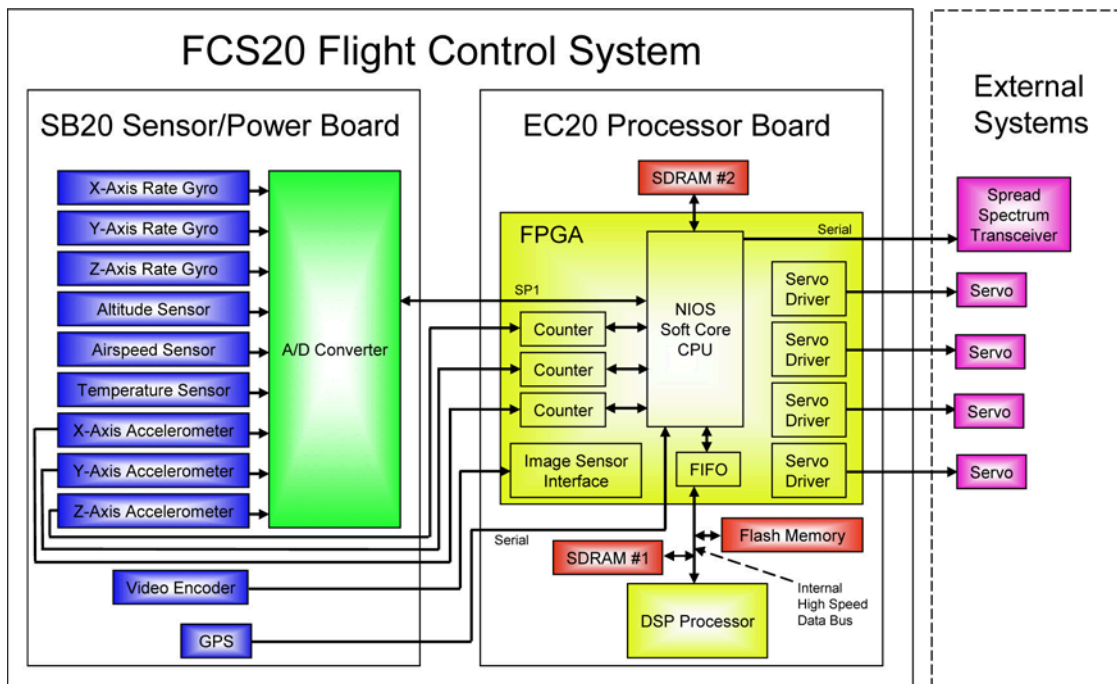 FCS20 Flight Control System
SB20 Sensor/Power Board
X-Axis Rate Gyro
Y-Axis Rate Gyro
Z-Axis Rate Gyro
Altitude Sensor
Airspeed Sensor
Temperature Sensor
X-Axis Accelerometer
Y-Axis Accelerometer
Z-Axis Accelerometer
A/D Converter
Video Encoder
GPS
EC20 Processor Board
SDRAM #2
FPGA
Serial
SP1
NIOS
Soft Core
CPU
Counter
Counter
Counter
Image Sensor
Interface
FIFO
Servo
Driver
Servo
Driver
Servo
Driver
Servo
Driver
Serial
SDRAM #1
Flash Memory
Internal
High Speed
Data Bus
DSP Processor
External
Systems
Spread
Spectrum
Transceiver
Servo
Servo
Servo
Servo